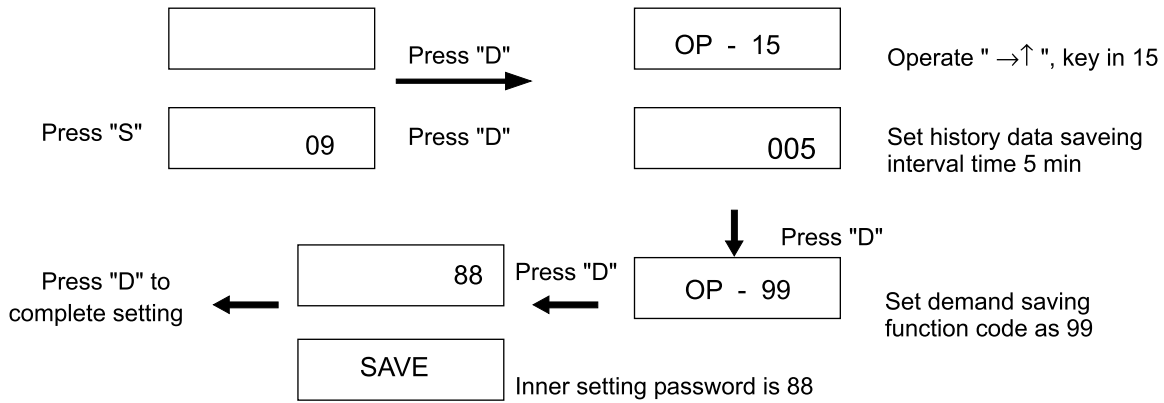 Press "D"
OP - 15
Operate " →↑ ", key in 15
Press "S"
09
Press "D"
005
Set history data saveing
interval time 5 min
Press "D"
Press "D" to
complete setting
88
Press "D"
OP - 99
Set demand saving
function code as 99
SAVE
Inner setting password is 88